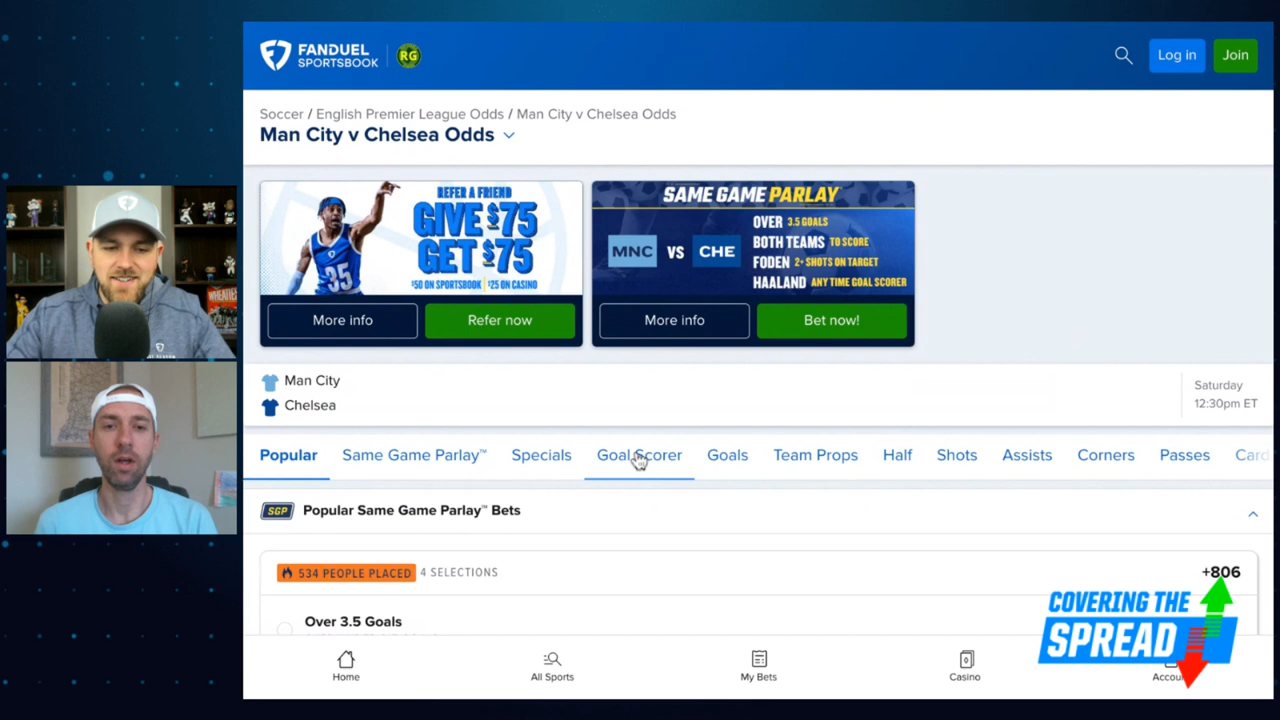 FANDUEL
SPORTSBOOK
RG
Log in
Join
Soccer / English Premier League Odds / Man City v Chelsea Odds
Man City v Chelsea Odds
REFER A FRIEND
GIVE $75
GET $75
$50 ON SPORTSBOOK | $25 ON CASINO
More info
Refer now
SAME GAME PARLAY
MNC VS CHE
OVER 3.5 GOALS
BOTH TEAMS TO SCORE
FODEN 2+ SHOTS ON TARGET
HAALAND ANY TIME GOAL SCORER
More info
Bet now!
Man City
Chelsea
Saturday
12:30pm ET
Popular
Same Game Parlay™
Specials
Goal Scorer
Goals
Team Props
Half
Shots
Assists
Corners
Passes
Card
SGP
Popular Same Game Parlay™ Bets
534 PEOPLE PLACED
4 SELECTIONS
+806
Over 3.5 Goals
Home
All Sports
My Bets
Casino
Accou
COVERING THE
SPREAD
WHEATIES